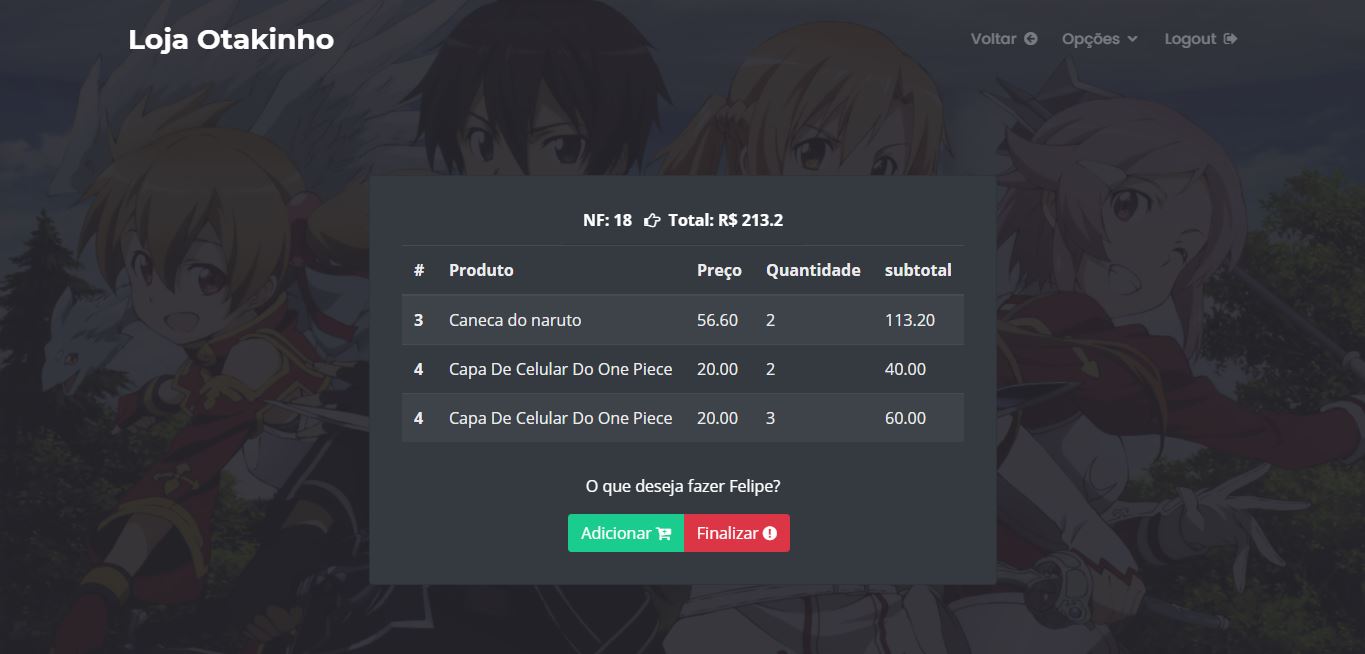 Loja Otakinho Voltar Opções Logout
NF: 18 Total: R$ 213.2
# Produto Preço Quantidade subtotal
3 Caneca do naruto 56.60 2 113.20
4 Capa De Celular Do One Piece 20.00 2 40.00
4 Capa De Celular Do One Piece 20.00 3 60.00
O que deseja fazer Felipe?
Adicionar Finalizar